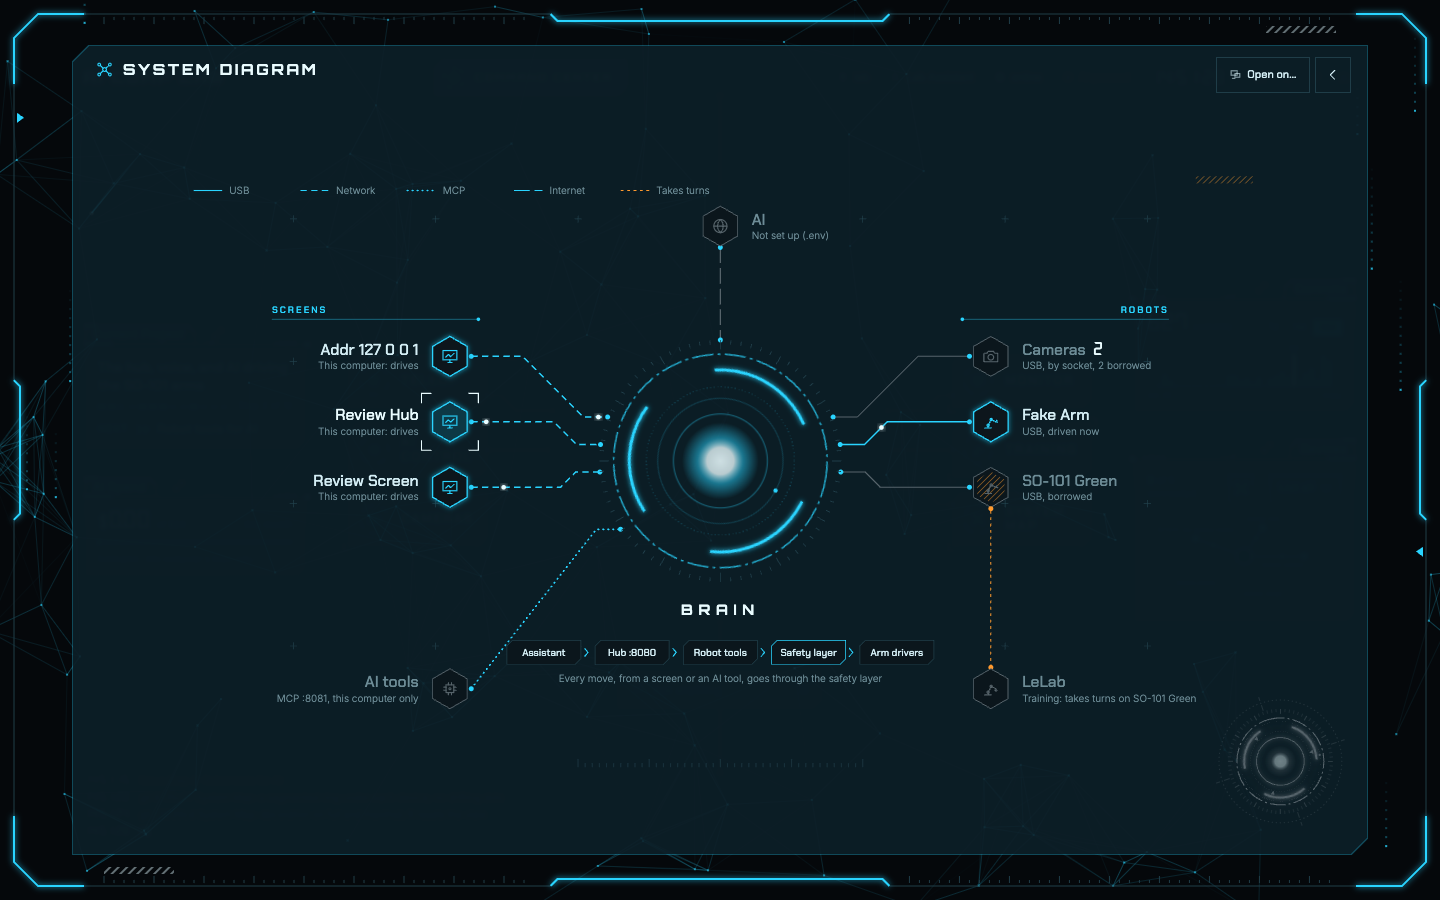 SYSTEM DIAGRAM
Open on...
USB
Network
MCP
Internet
Takes turns
AI
Not set up (.env)
SCREENS
ROBOTS
Addr 127 0 0 1
This computer: drives
Cameras 2
USB, by socket, 2 borrowed
Review Hub
This computer: drives
Fake Arm
USB, driven now
Review Screen
This computer: drives
SO-101 Green
USB, borrowed
BRAIN
Assistant
Hub :8080
Robot tools
Safety layer
Arm drivers
Every move, from a screen or an AI tool, goes through the safety layer
AI tools
MCP :8081, this computer only
LeLab
Training: takes turns on SO-101 Green